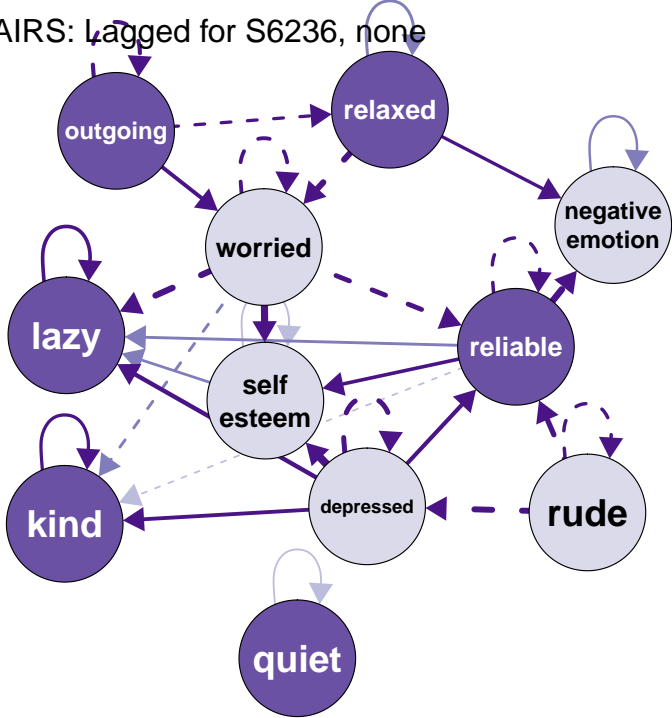 AIRS: Lagged for S6236, none
relaxed
outgoing
negative
emotion
worried
lazy
reliable
self
esteem
depressed
rude
kind
quiet